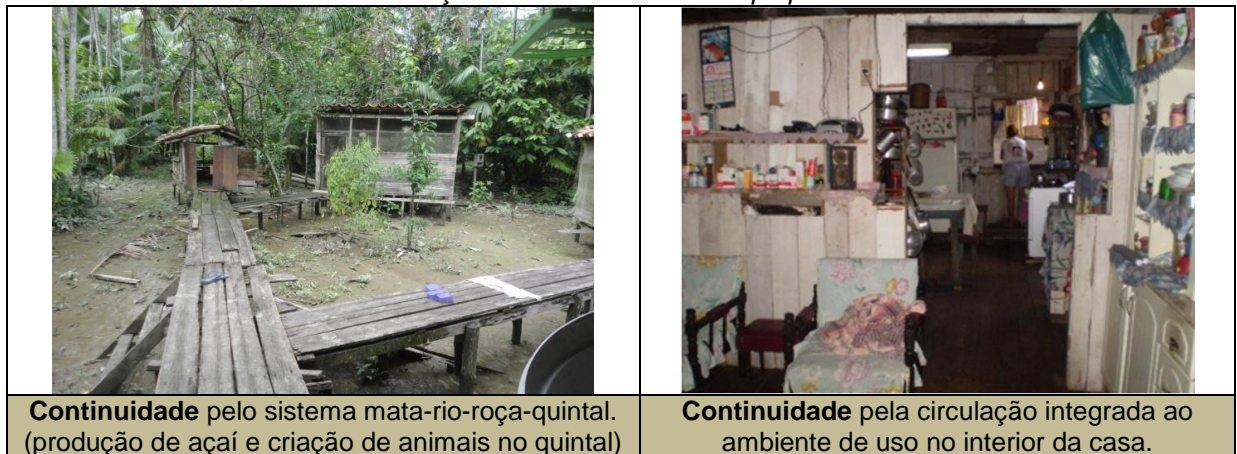 Continuidade pelo sistema mata-rio-roça-quintal.
(produção de açaí e criação de animais no quintal)
Continuidade pela circulação integrada ao
ambiente de uso no interior da casa.